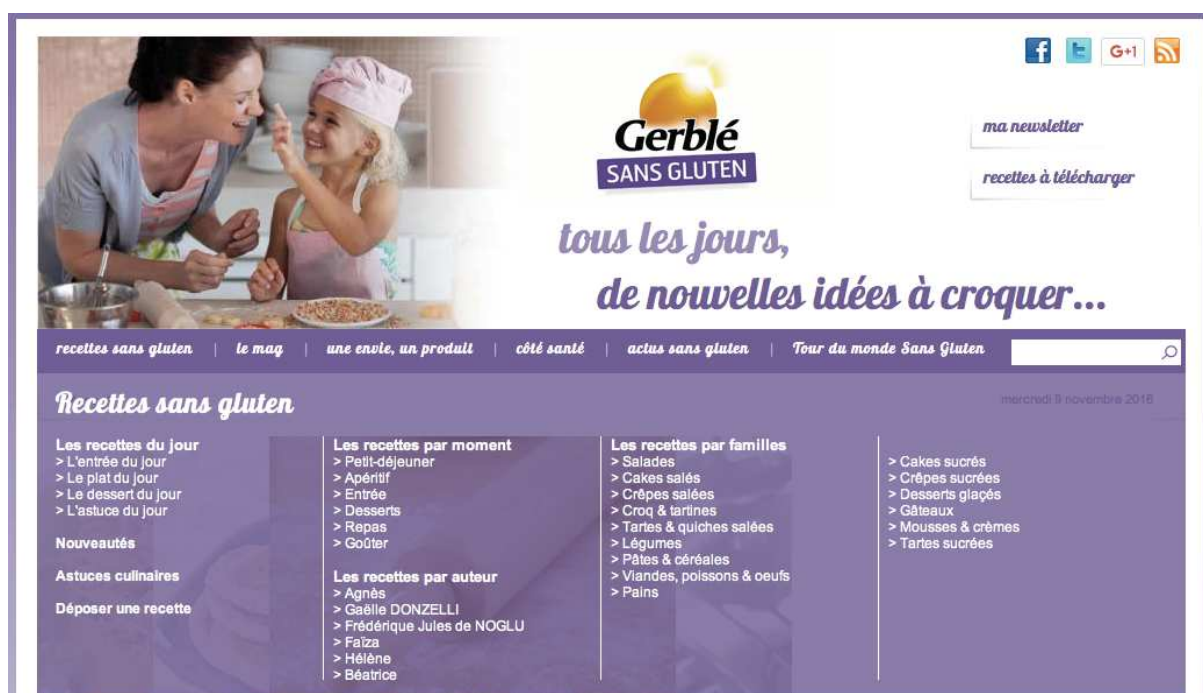 G+1
Gerblé
SANS GLUTEN
ma newsletter
recettes à télécharger
tous les jours,
de nouvelles idées à croquer...
recettes sans gluten | le mag | une envie, un produit | côté santé | actus sans gluten | Tour du monde Sans Gluten
Recettes sans gluten
mercredi 9 novembre 2016
Les recettes du jour
> L'entrée du jour
> Le plat du jour
> Le dessert du jour
> L'astuce du jour
Nouveautés
Astuces culinaires
Déposer une recette
Les recettes par moment
> Petit-déjeuner
> Apéritif
> Entrée
> Desserts
> Repas
> Goûter
Les recettes par auteur
> Agnès
> Gaëlle DONZELLI
> Frédérique Jules de NOGLU
> Faïza
> Hélène
> Béatrice
Les recettes par familles
> Salades
> Cakes salés
> Crêpes salées
> Croq & tartines
> Tartes & quiches salées
> Légumes
> Pâtes & céréales
> Viandes, poissons & oeufs
> Pains
> Cakes sucrés
> Crêpes sucrées
> Desserts glaçés
> Gâteaux
> Mousses & crèmes
> Tartes sucrées